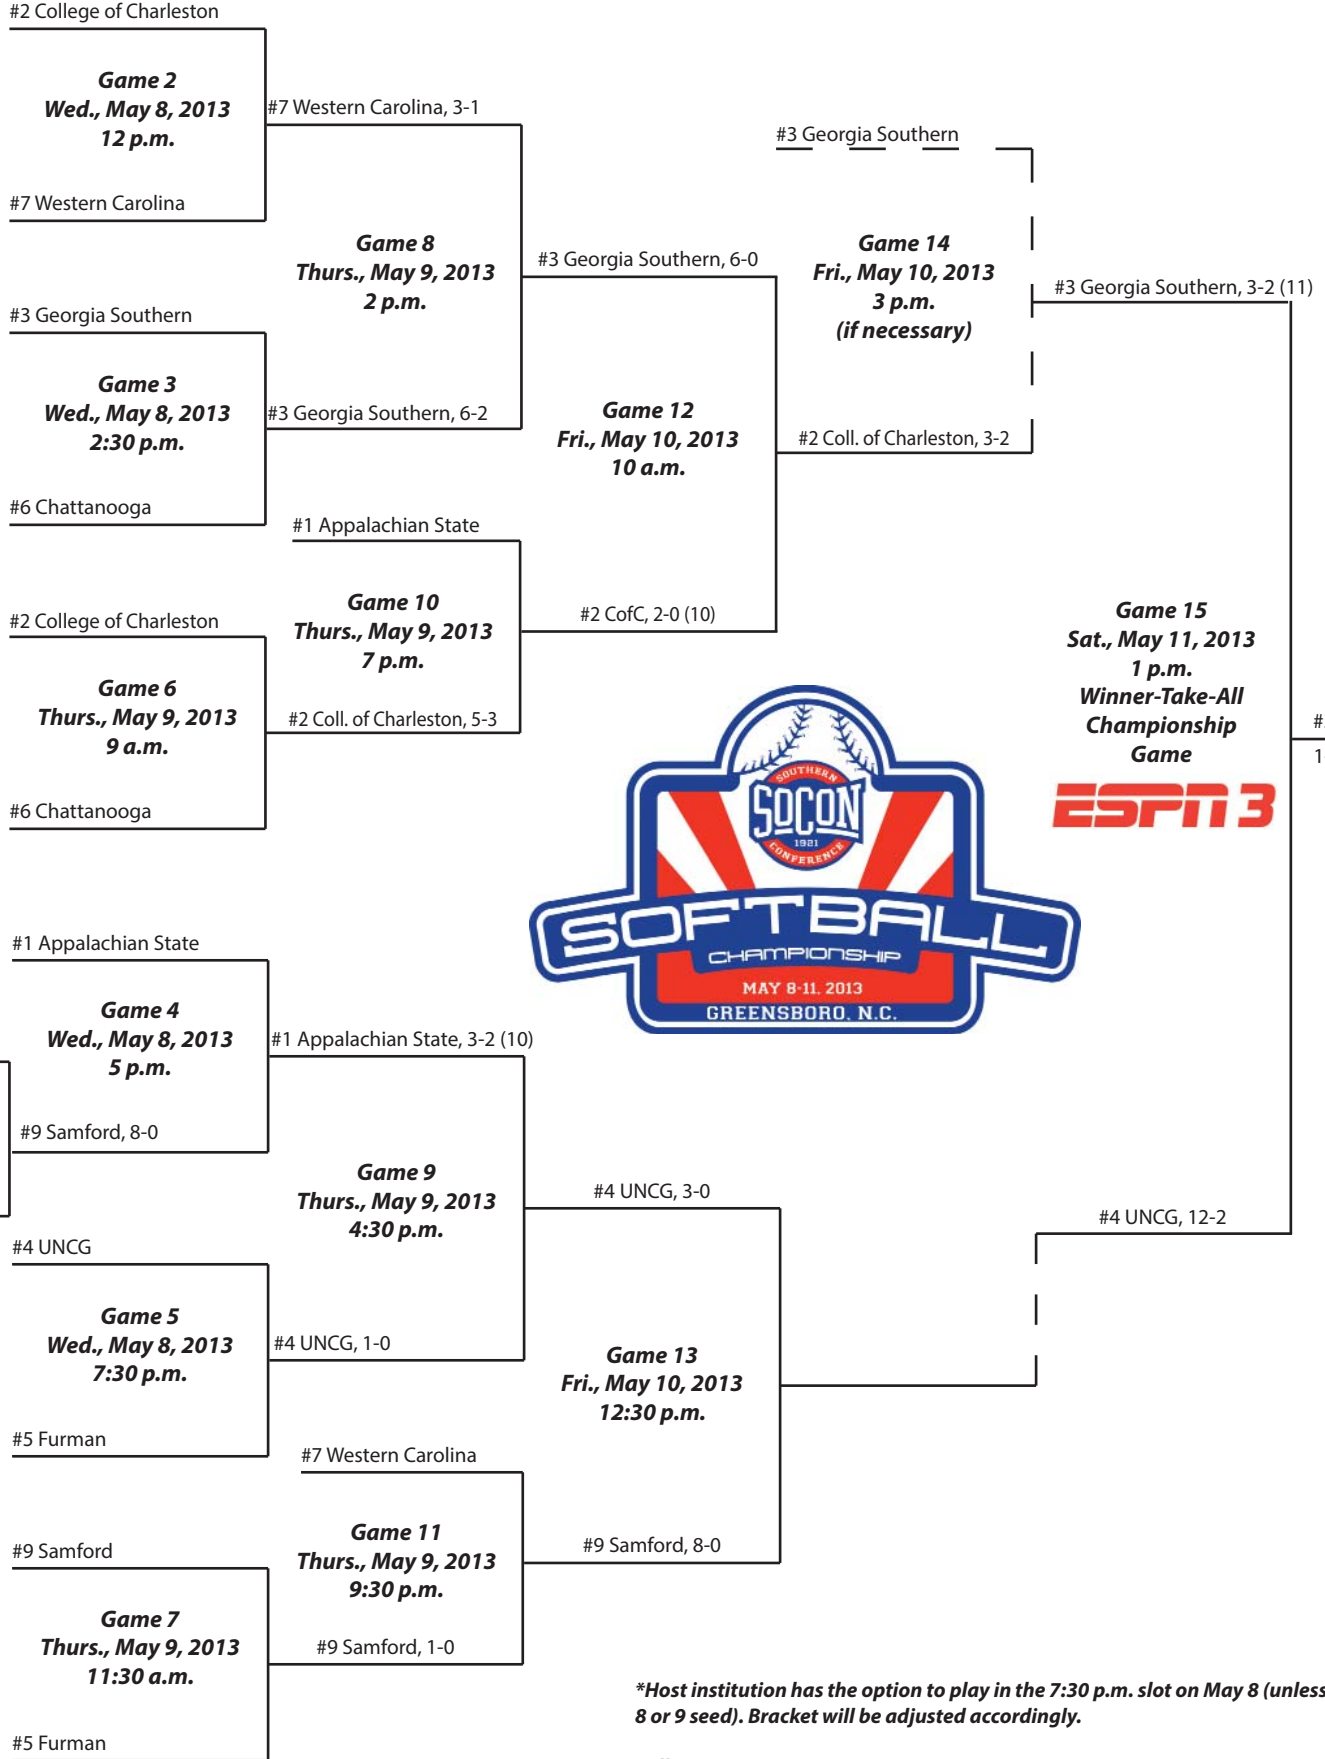 #2 College of Charleston
Game 2
Wed., May 8, 2013
12 p.m.
#7 Western Carolina
#7 Western Carolina, 3-1
#3 Georgia Southern
Game 3
Wed., May 8, 2013
2:30 p.m.
#6 Chattanooga
#3 Georgia Southern, 6-2
Game 8
Thurs., May 9, 2013
2 p.m.
#3 Georgia Southern, 6-0
#2 College of Charleston
Game 6
Thurs., May 9, 2013
9 a.m.
#6 Chattanooga
#1 Appalachian State
Game 10
Thurs., May 9, 2013
7 p.m.
#2 Coll. of Charleston, 5-3
#2 CofC, 2-0 (10)
Game 12
Fri., May 10, 2013
10 a.m.
#3 Georgia Southern
Game 14
Fri., May 10, 2013
3 p.m.
(if necessary)
#2 Coll. of Charleston, 3-2
#3 Georgia Southern, 3-2 (11)
Game 15
Sat., May 11, 2013
1 p.m.
Winner-Take-All
Championship
Game
ESPN 3
#
1
SOUTHERN
SOCON
1921
CONFERENCE
SOFTBALL
CHAMPIONSHIP
MAY 8-11. 2013
GREENSBORO. N.C.
#1 Appalachian State
Game 4
Wed., May 8, 2013
5 p.m.
#9 Samford, 8-0
#1 Appalachian State, 3-2 (10)
#4 UNCG
Game 5
Wed., May 8, 2013
7:30 p.m.
#5 Furman
#4 UNCG, 1-0
Game 9
Thurs., May 9, 2013
4:30 p.m.
#4 UNCG, 3-0
#9 Samford
Game 7
Thurs., May 9, 2013
11:30 a.m.
#5 Furman
#7 Western Carolina
Game 11
Thurs., May 9, 2013
9:30 p.m.
#9 Samford, 1-0
#9 Samford, 8-0
Game 13
Fri., May 10, 2013
12:30 p.m.
#4 UNCG, 12-2
*Host institution has the option to play in the 7:30 p.m. slot on May 8 (unless
8 or 9 seed). Bracket will be adjusted accordingly.